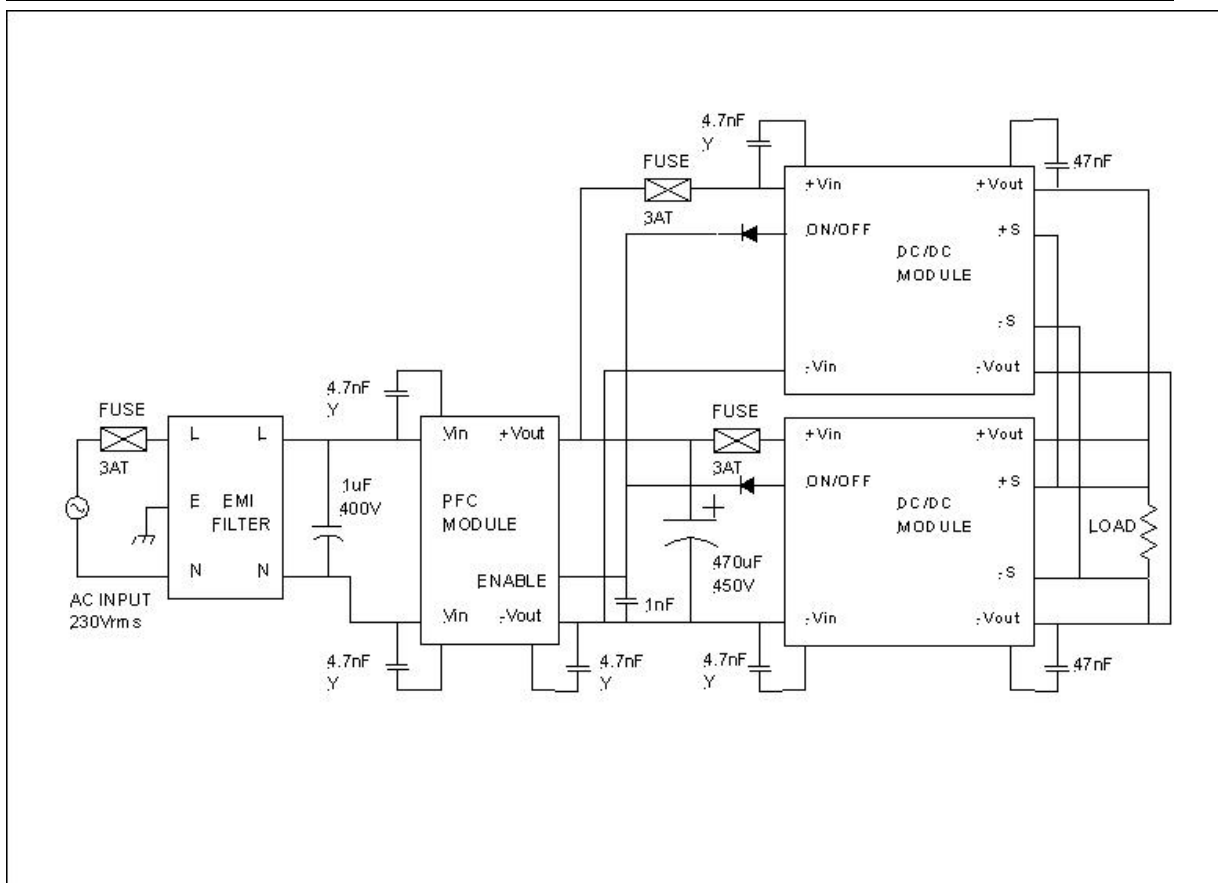 4.7nF
Y
47nF
FUSE
3AT
+Vin
+Vout
ON/OFF
+S
DC/DC
MODULE
-S
-Vin
-Vout
4.7nF
Y
FUSE
3AT
L
L
E
EMI
FILTER
N
N
AC INPUT
230Vrms
1uF
400V
Vin
+Vout
PFC
MODULE
ENABLE
Vin
-Vout
FUSE
3AT
+
470uF
450V
1nF
+Vin
+Vout
ON/OFF
+S
DC/DC
MODULE
-S
-Vin
-Vout
LOAD
4.7nF
Y
4.7nF
Y
4.7nF
Y
47nF